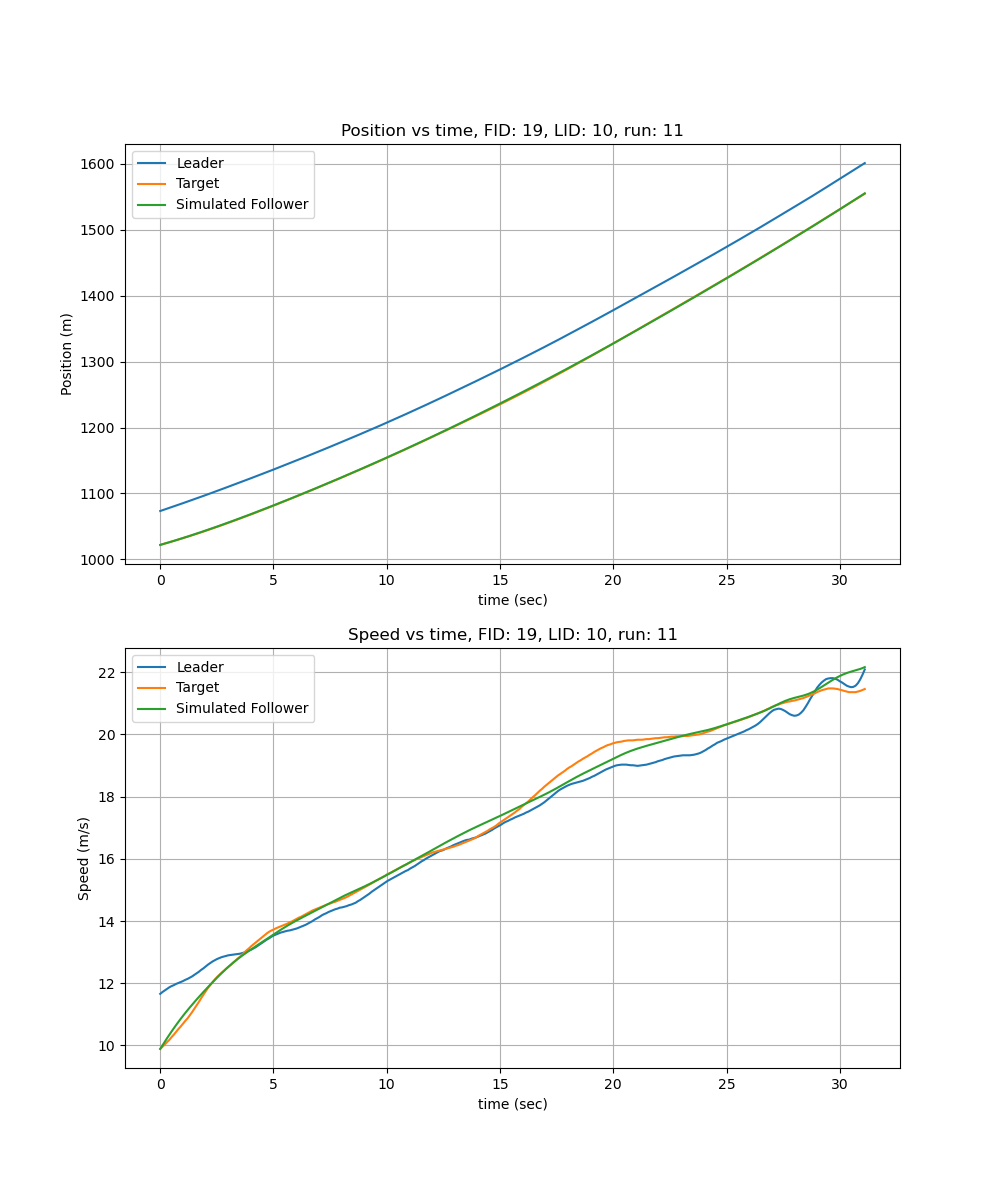 Position vs time, FID: 19, LID: 10, run: 11
Leader
Target
Simulated Follower
1600
1500
1400
1300
1200
1100
1000
Position (m)
0 5 10 15 20 25 30
time (sec)
Speed vs time, FID: 19, LID: 10, run: 11
Leader
Target
Simulated Follower
22
20
18
16
14
12
10
Speed (m/s)
0 5 10 15 20 25 30
time (sec)